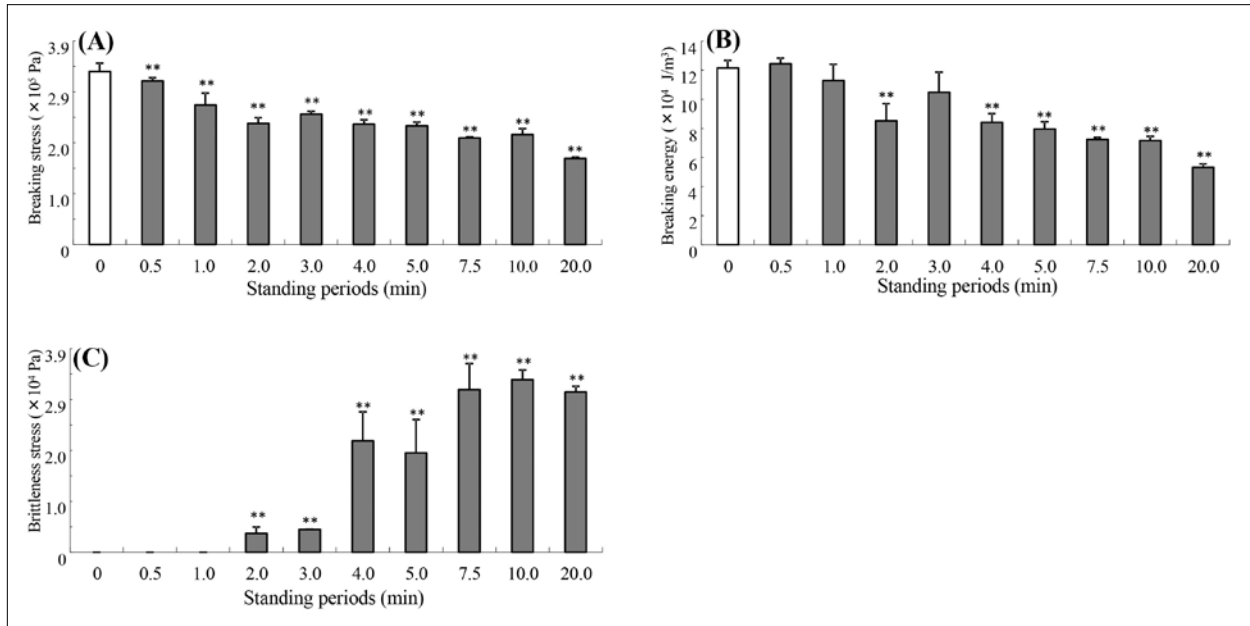 (A)
Breaking stress (×10⁵ Pa)
3.9
2.9
2.0
1.0
0
** ** ** ** ** ** ** ** **
0 0.5 1.0 2.0 3.0 4.0 5.0 7.5 10.0 20.0
Standing periods (min)
(B)
Breaking energy (×10⁴ J/m³)
14
12
10
8
6
4
2
0
** ** ** ** ** **
0 0.5 1.0 2.0 3.0 4.0 5.0 7.5 10.0 20.0
Standing periods (min)
(C)
Brittleness stress (×10⁴ Pa)
3.9
2.9
2.0
1.0
0
** ** ** ** ** ** **
0 0.5 1.0 2.0 3.0 4.0 5.0 7.5 10.0 20.0
Standing periods (min)